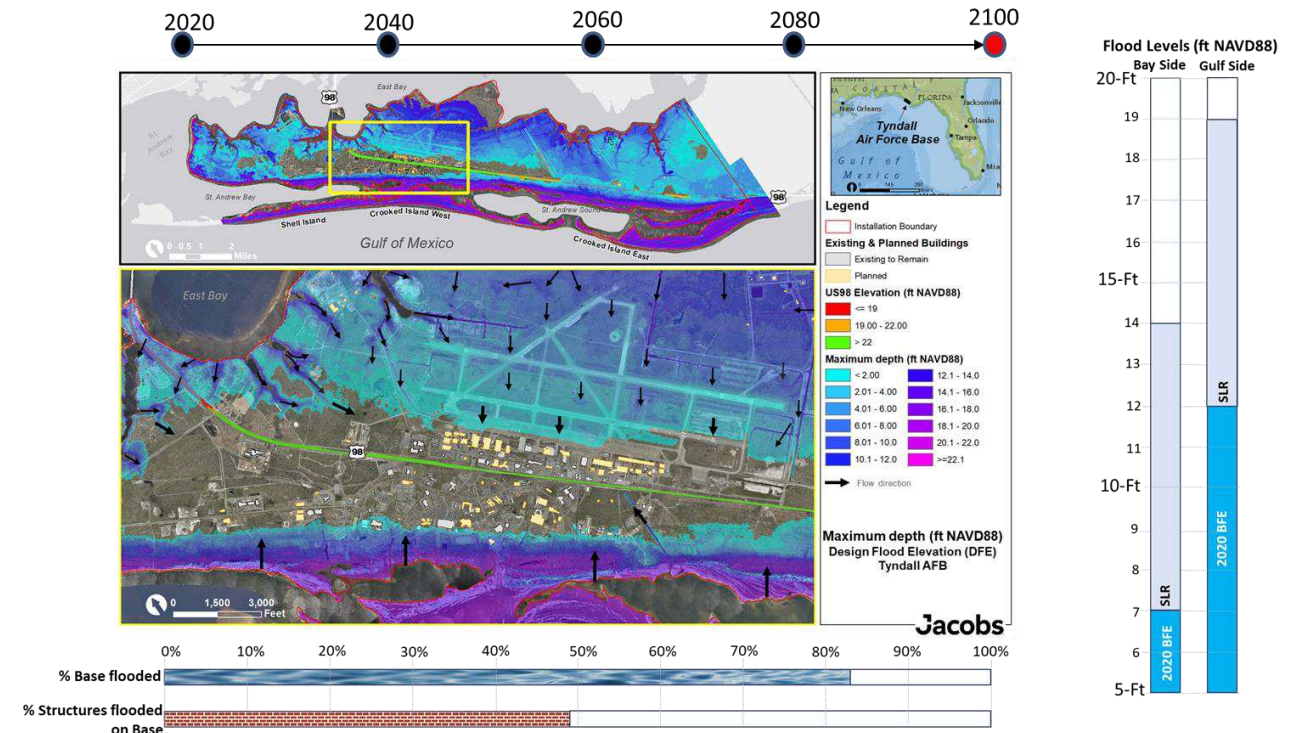 2020
2040
2060
2080
2100
98
East Bay
St. Andrew Bay
St. Andrew Bay
Shell Island
Crooked Island West
St. Andrew Sound
Crooked Island East
98
Gulf of Mexico
0 0.5 1 2
Miles
East Bay
98
0 1,500 3,000
Feet
COASTAL
New Orleans
FLORIDA
Jacksonville
Orlando
Tampa
Tyndall
Air Force Base
Gulf of
Mexico
Legend
Installation Boundary
Existing & Planned Buildings
Existing to Remain
Planned
US98 Elevation (ft NAVD88)
<= 19
19.00 - 22.00
> 22
Maximum depth (ft NAVD88)
< 2.00
12.1 - 14.0
2.01 - 4.00
14.1 - 16.0
4.01 - 6.00
16.1 - 18.0
6.01 - 8.00
18.1 - 20.0
8.01 - 10.0
20.1 - 22.0
10.1 - 12.0
>=22.1
Flow direction
Maximum depth (ft NAVD88)
Design Flood Elevation (DFE)
Tyndall AFB
Jacobs
Flood Levels (ft NAVD88)
Bay Side Gulf Side
20-Ft
19
18
17
16
15-Ft
14
13
12
11
10-Ft
9
8
7
6
5-Ft
SLR
2020 BFE
SLR
2020 BFE
0% 10% 20% 30% 40% 50% 60% 70% 80% 90% 100%
% Base flooded
% Structures flooded
on Base